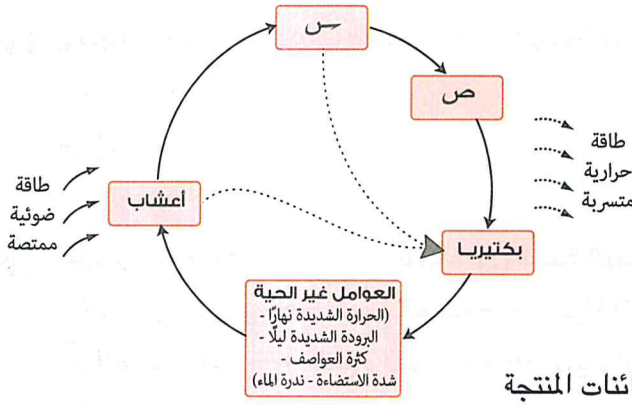 س
ص
طاقة
حرارية
متسربة
أعشاب
طاقة
ضوئية
ممتصة
بكتيريا
العوامل غير الحية
(الحرارة الشديدة نهارًا -
البرودة الشديدة ليلًا -
كثرة العواصف -
شدة الاستضاءة - ندرة الماء)
المنتجة